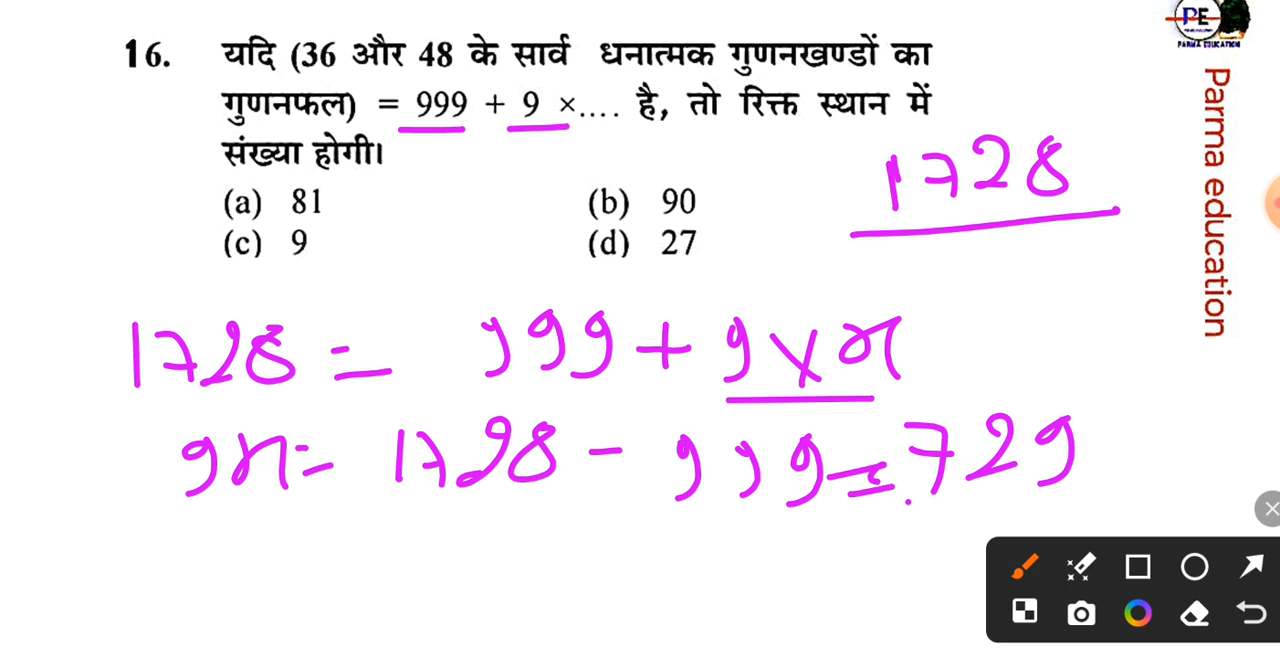 16. यदि (36 और 48 के सार्व धनात्मक गुणनखण्डों का
गुणनफल) = 999 + 9 ×.... है, तो रिक्त स्थान में
संख्या होगी।
(a) 81 (b) 90
(c) 9 (d) 27
1728
1728 = 999 + 9 × x
9x = 1728 - 999 = 729
PE
PARMA EDUCATION
Parma education